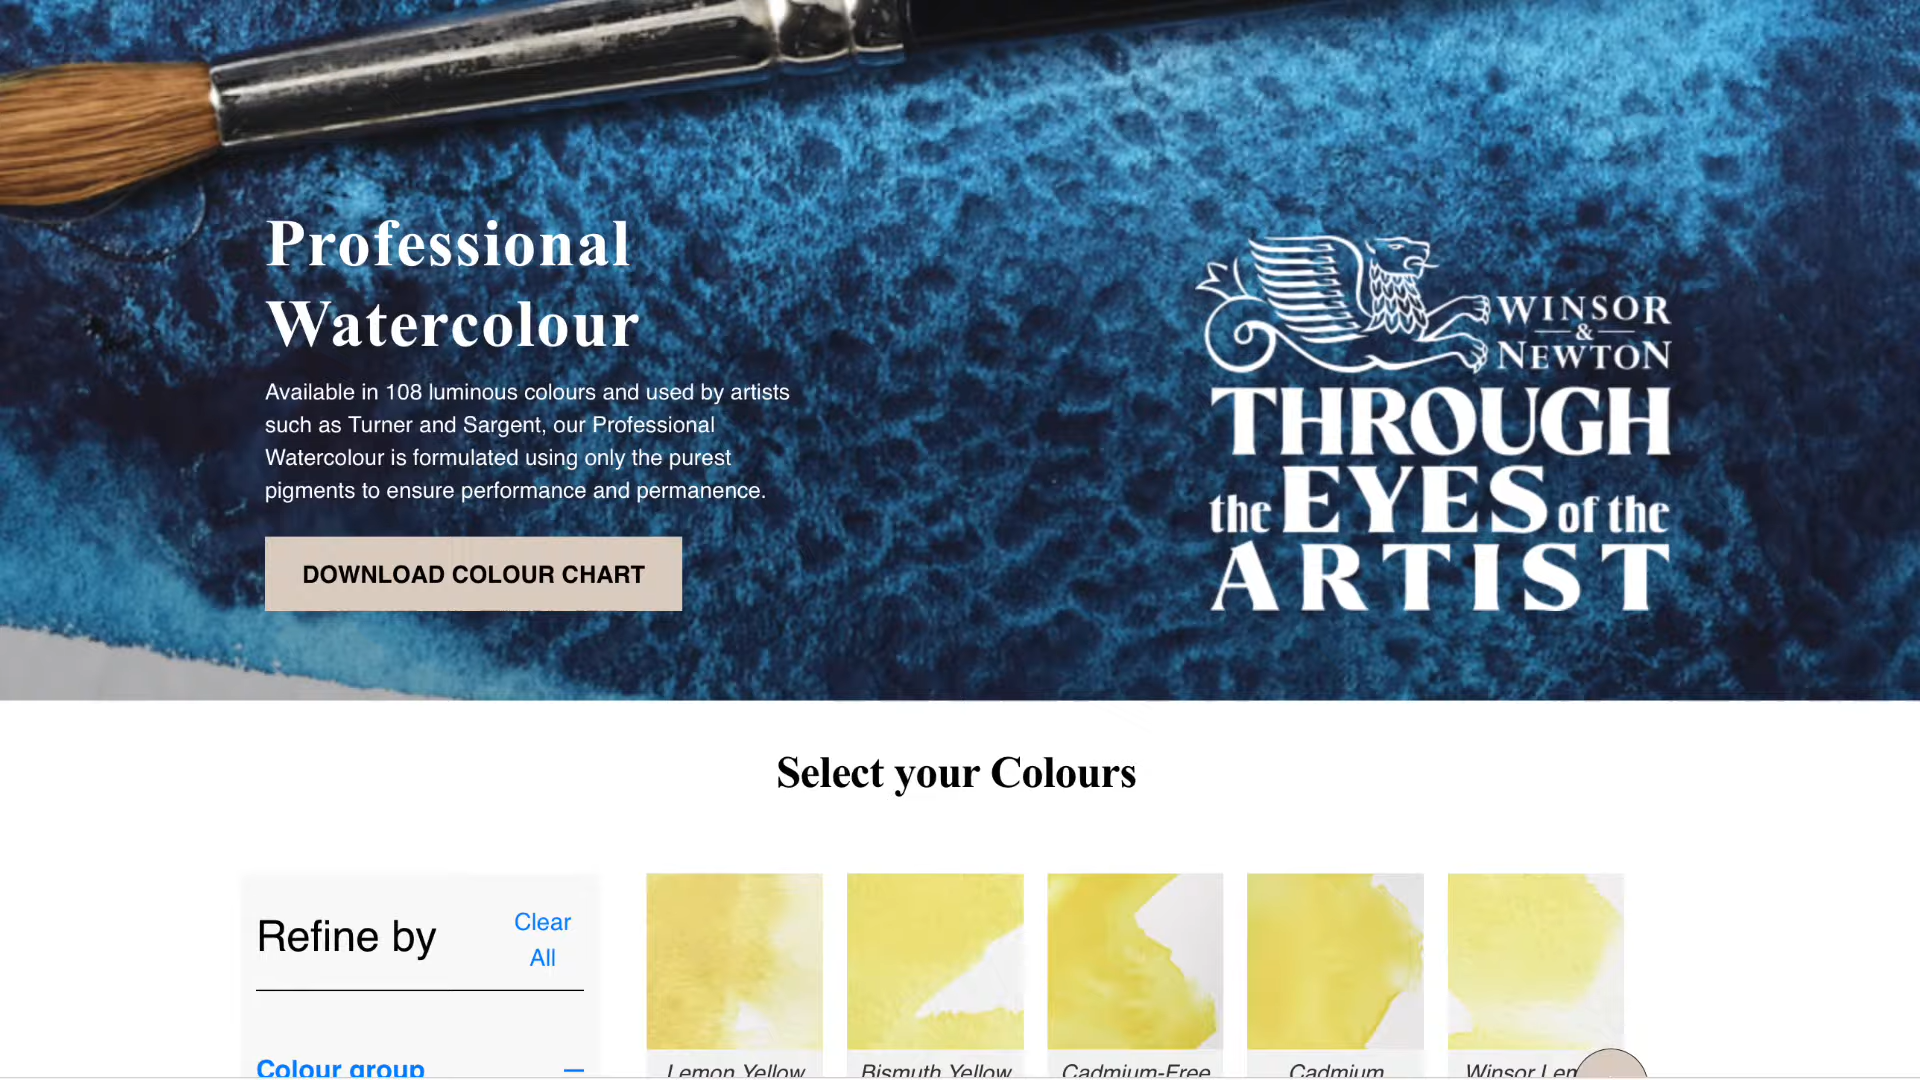 Professional
Watercolour
Available in 108 luminous colours and used by artists
such as Turner and Sargent, our Professional
Watercolour is formulated using only the purest
pigments to ensure performance and permanence.
DOWNLOAD COLOUR CHART
WINSOR
&
NEWTON
THROUGH
the EYES of the
ARTIST
Select your Colours
Refine by
Clear
All
Colour group
Lemon Yellow
Bismuth Yellow
Cadmium-Free
Cadmium
Winsor